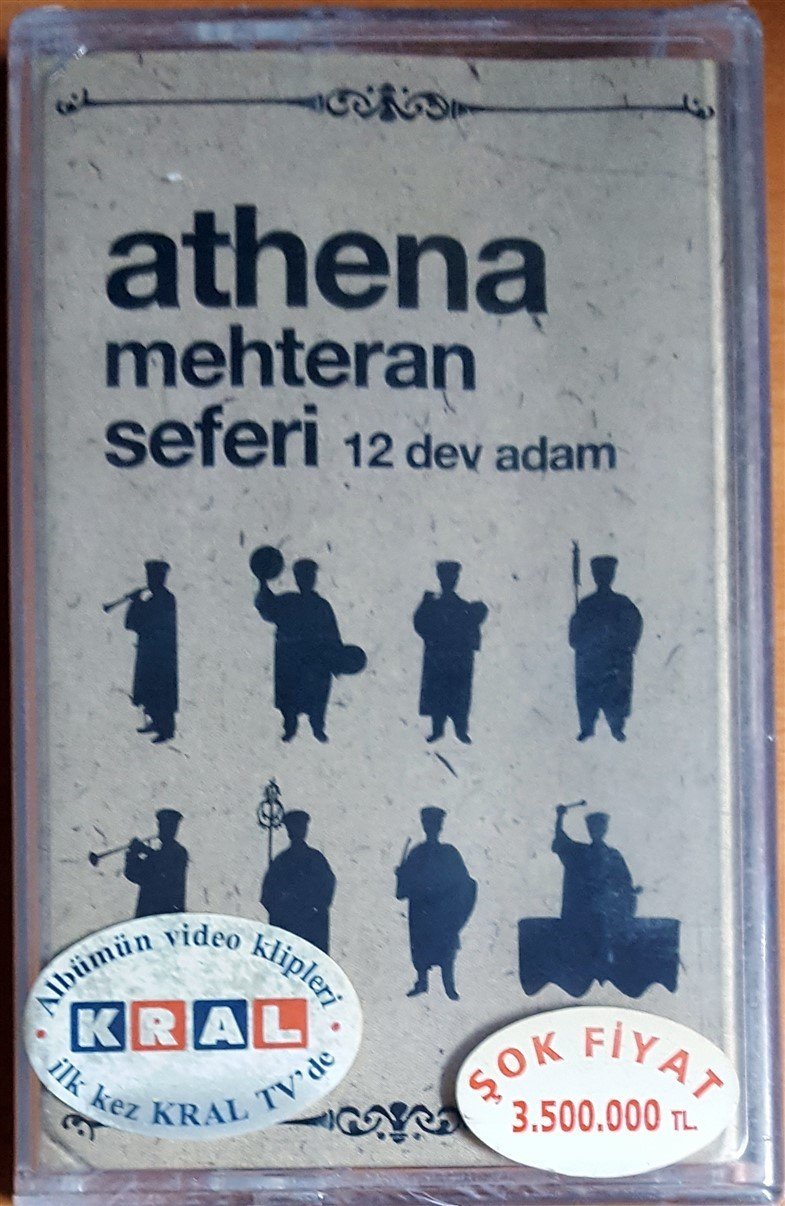 athena
mehteran
seferi 12 dev adam
Albümün video klipleri
KRAL
ilk kez KRAL TV'de
ŞOK FİYAT
3.500.000 TL.